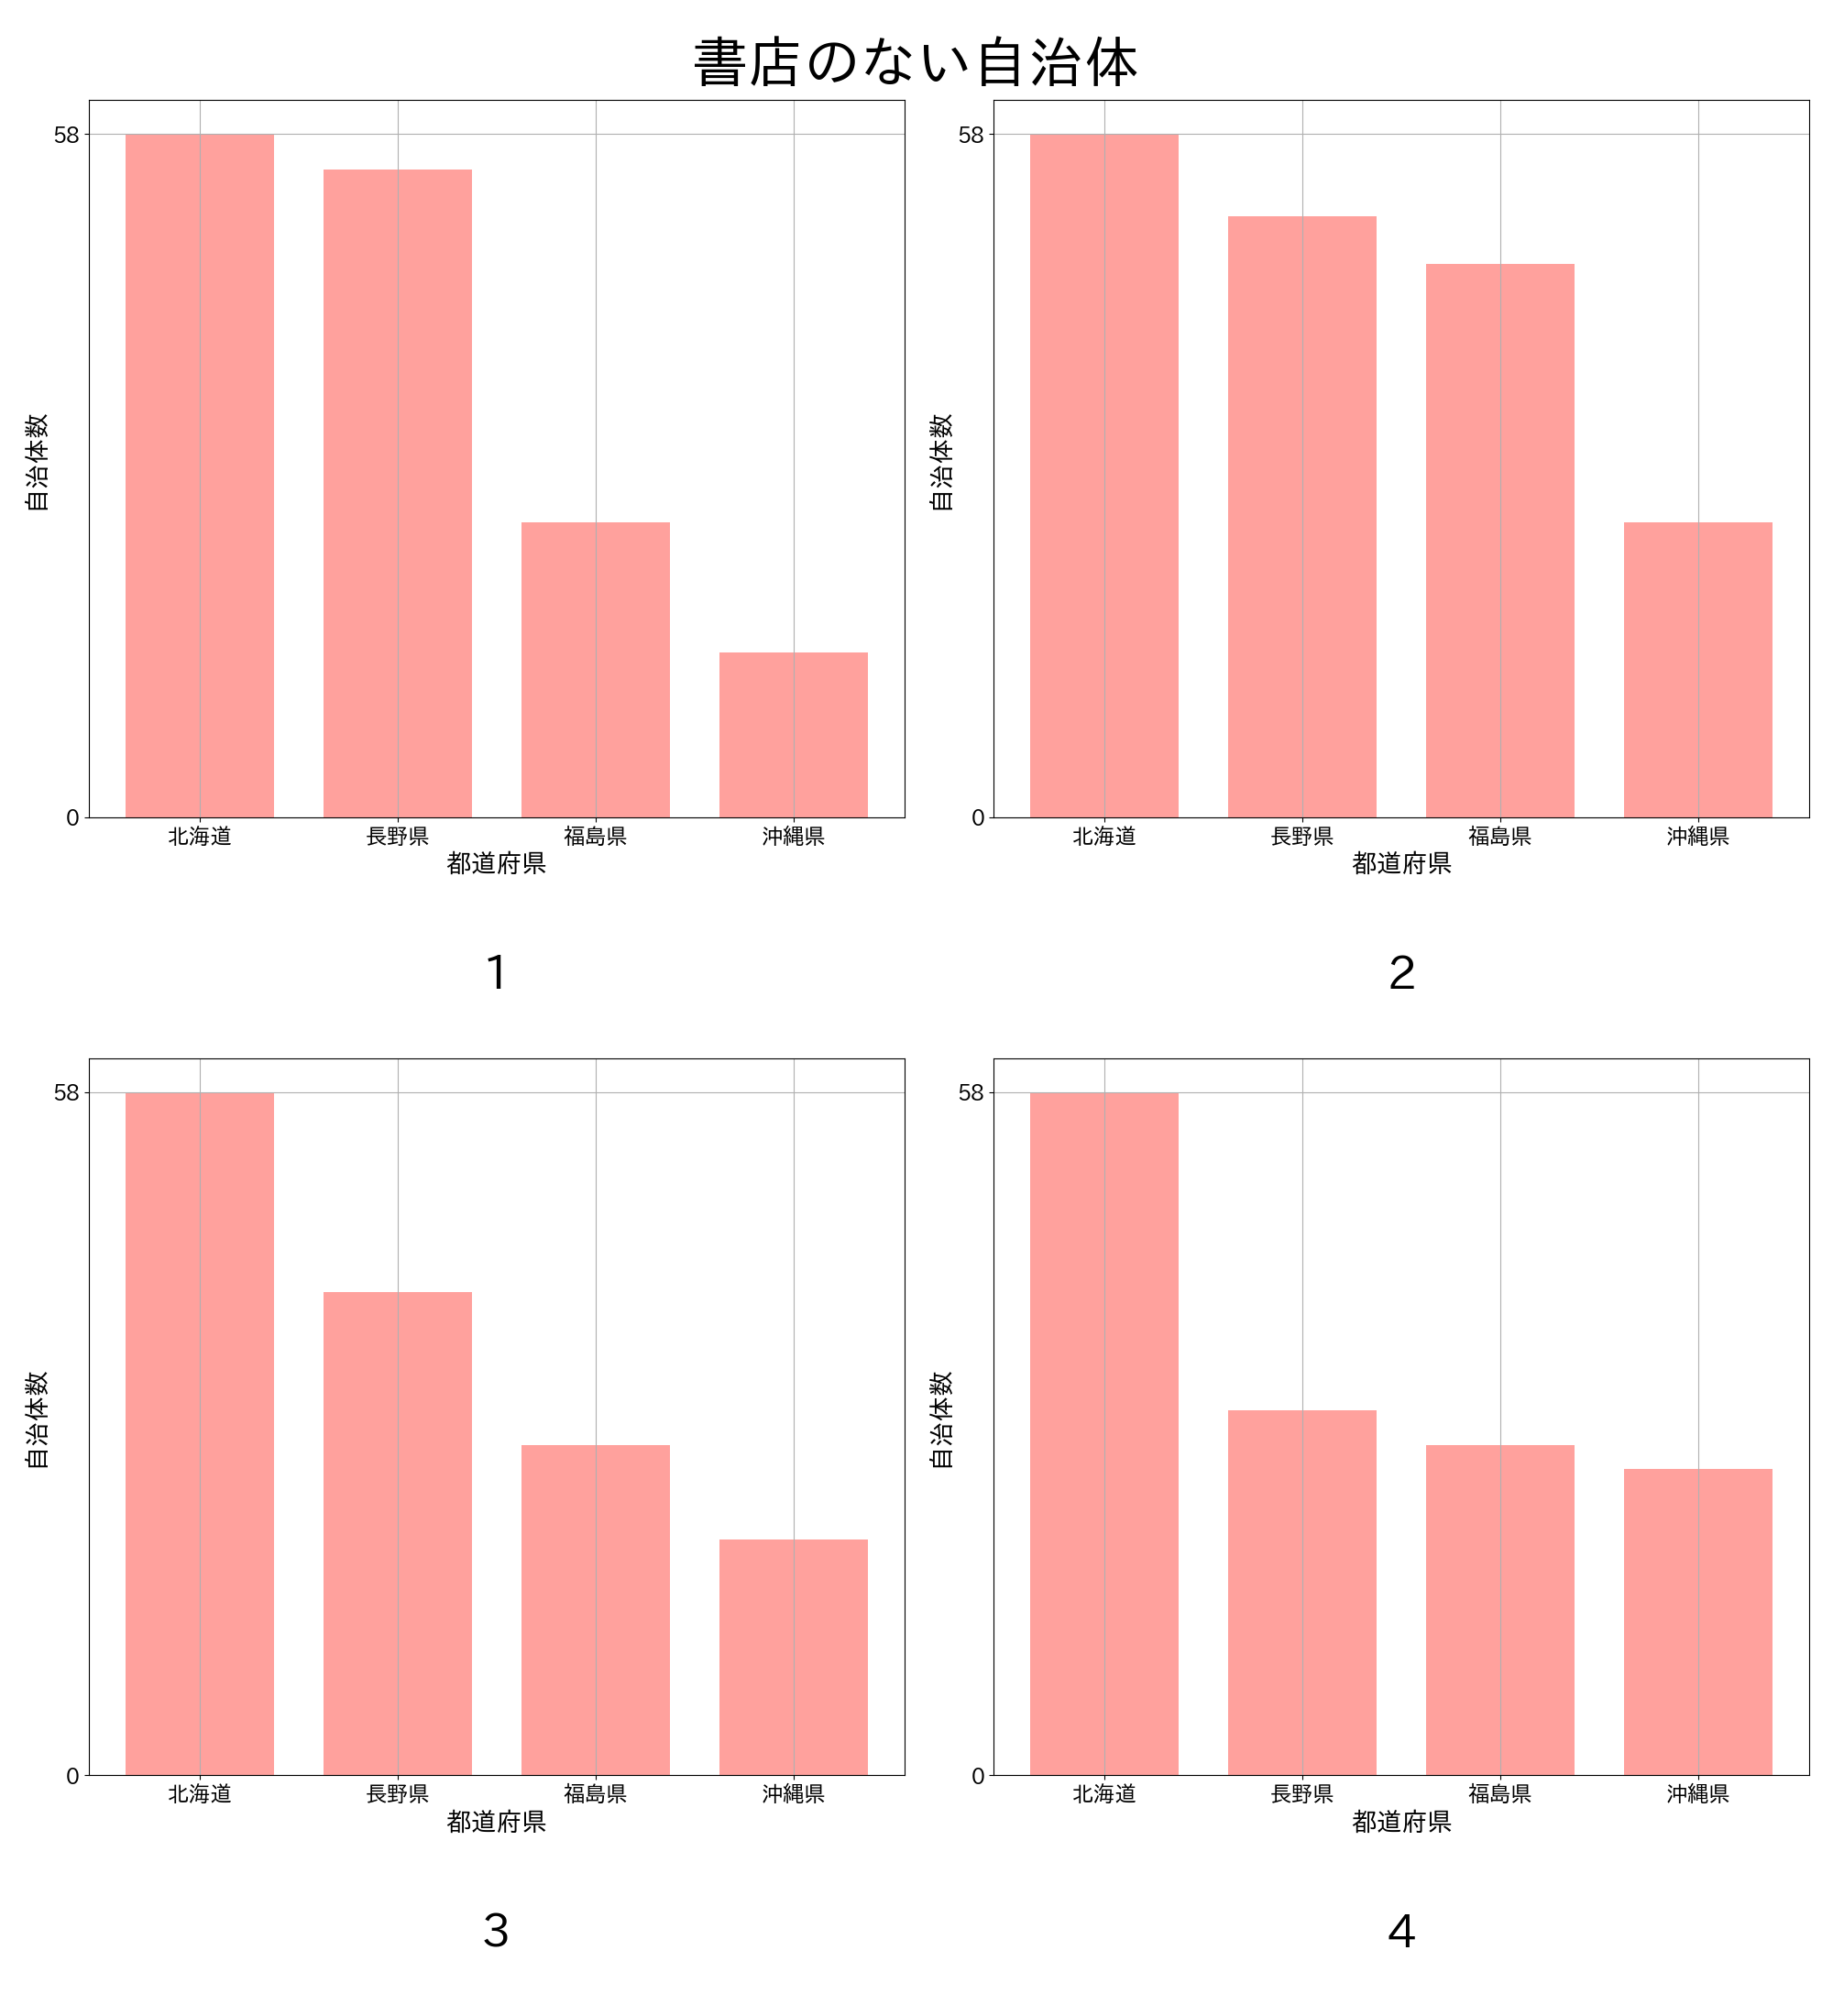 書店のない自治体
58
0
自治体数
北海道 長野県 福島県 沖縄県
都道府県
1
58
0
自治体数
北海道 長野県 福島県 沖縄県
都道府県
2
58
0
自治体数
北海道 長野県 福島県 沖縄県
都道府県
3
58
0
自治体数
北海道 長野県 福島県 沖縄県
都道府県
4